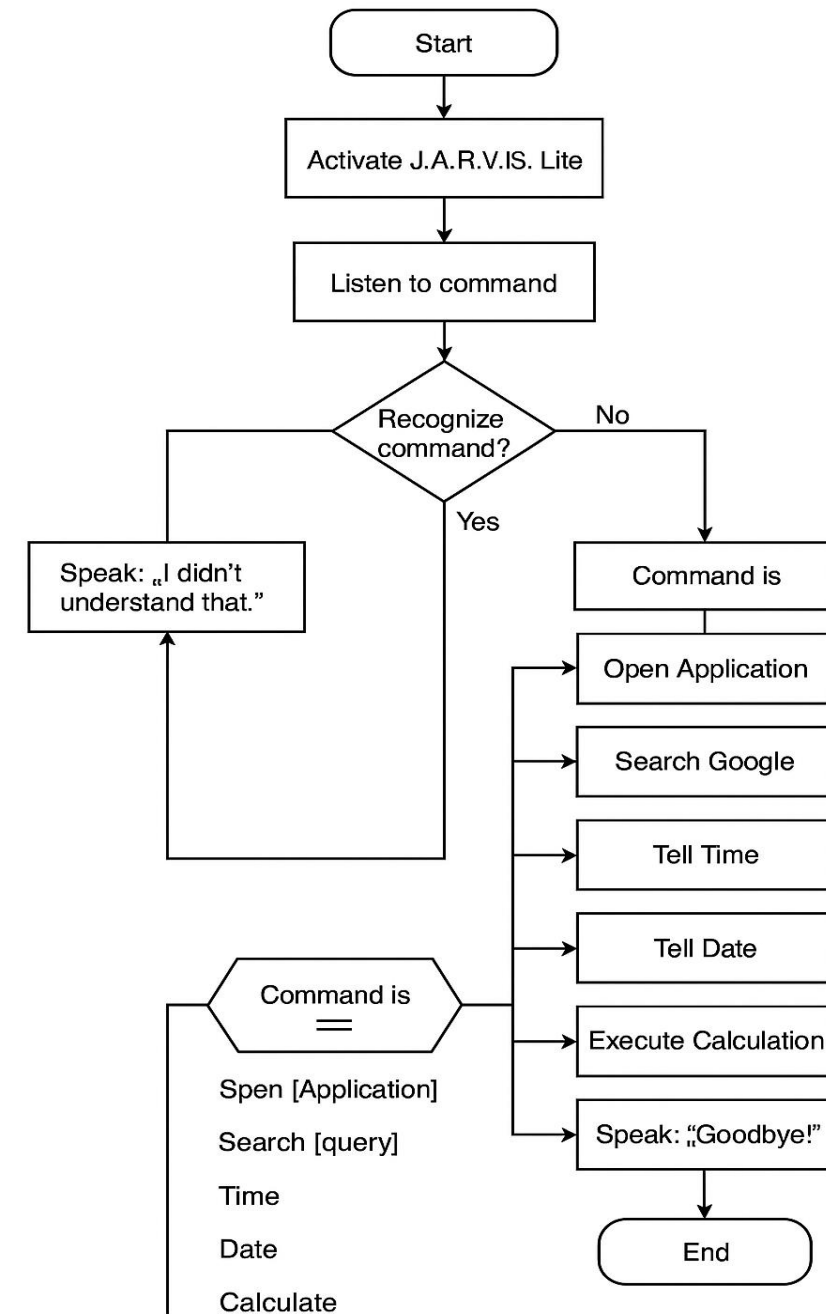 Start
Activate J.A.R.V.IS. Lite
Listen to command
Recognize
command?
No
Yes
Speak: „I didn't
understand that.”
Command is
Open Application
Search Google
Tell Time
Tell Date
Execute Calculation
Speak: “„Goodbye!”
End
Command is
Spen [Application]
Search [query]
Time
Date
Calculate